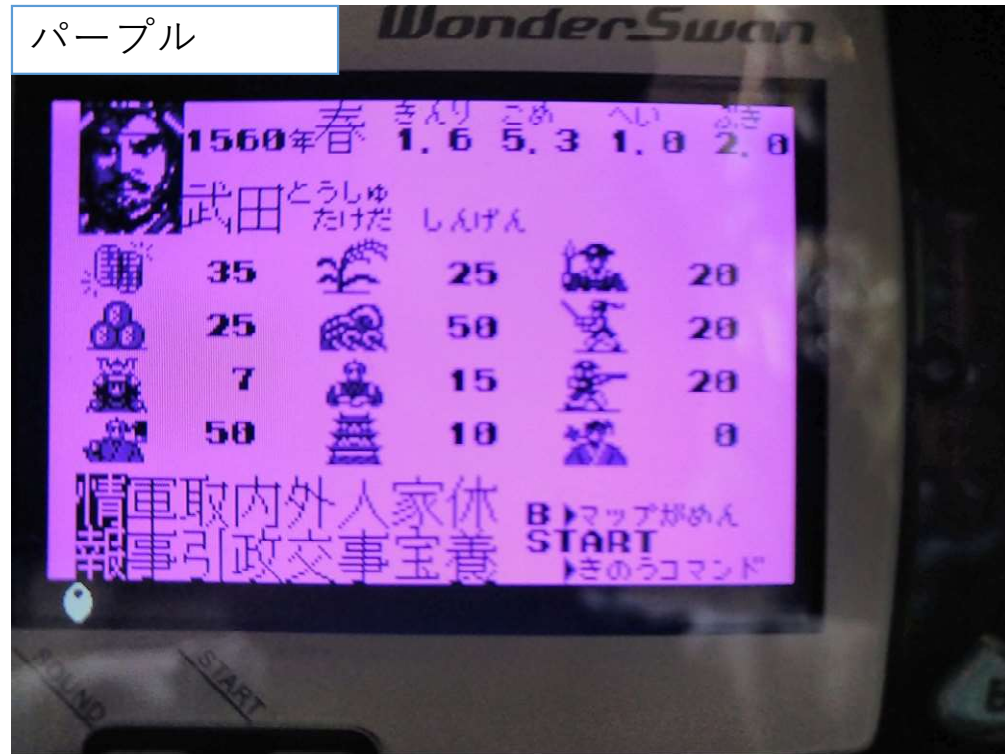 パープル
WonderSwan
春 きんり こめ へい ぶき
1560年 1.6 5.3 1.0 2.0
武田 とうしゅ
たけだ しんげん
35 25 20
25 50 20
7 15 20
50 10 0
情軍取内外人家休
報事引政交事宝養
B▶マップがめん
START
▶きのうコマンド
SOUND
START